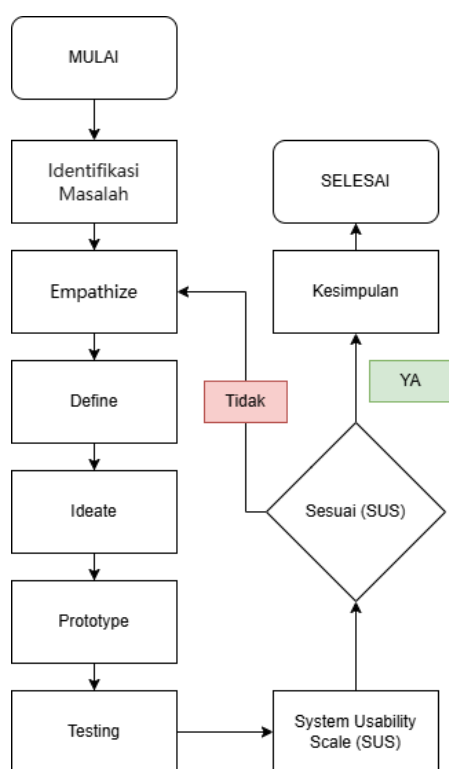 MULAI
Identifikasi
Masalah
Empathize
Define
Ideate
Prototype
Testing
System Usability
Scale (SUS)
Sesuai (SUS)
Tidak
YA
Kesimpulan
SELESAI